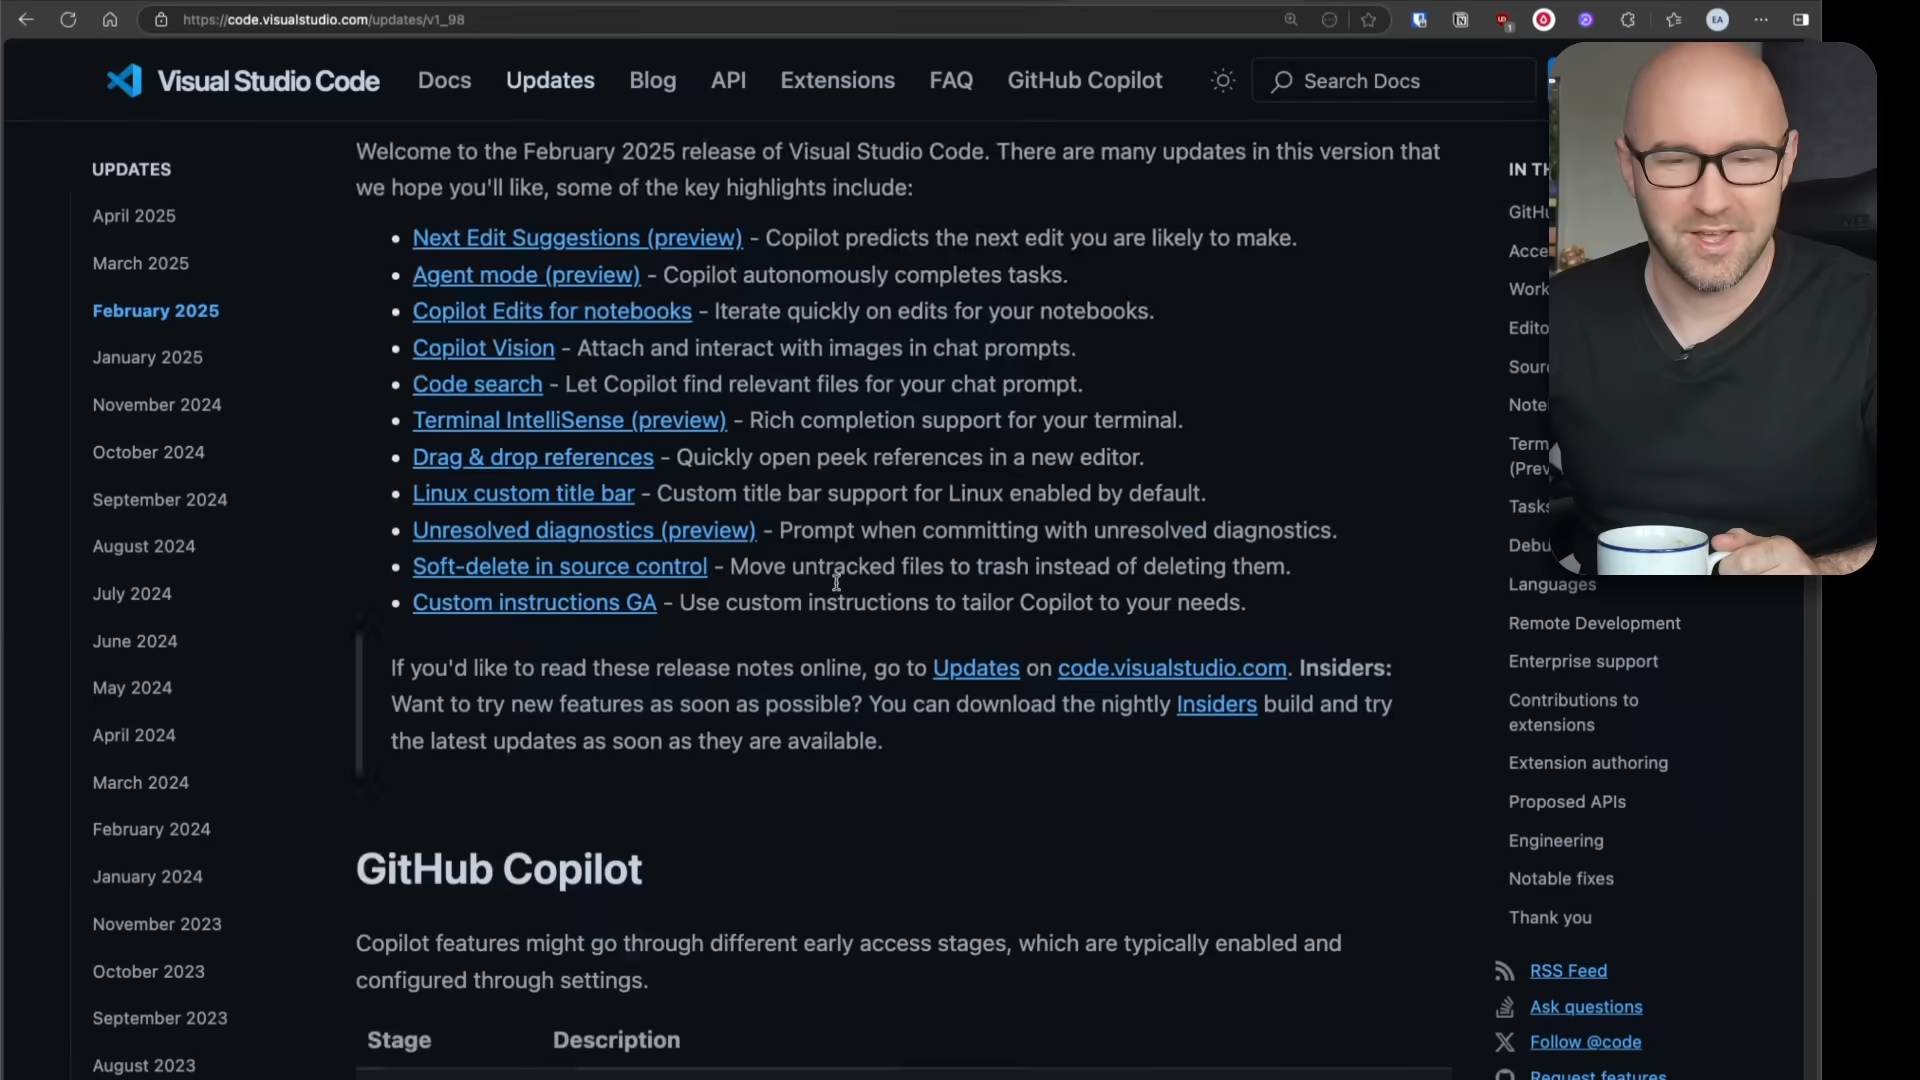 https://code.visualstudio.com/updates/v1_98
EA
Visual Studio Code
Docs
Updates
Blog
API
Extensions
FAQ
GitHub Copilot
Search Docs
UPDATES
April 2025
March 2025
February 2025
January 2025
November 2024
October 2024
September 2024
August 2024
July 2024
June 2024
May 2024
April 2024
March 2024
February 2024
January 2024
November 2023
October 2023
September 2023
August 2023
Welcome to the February 2025 release of Visual Studio Code. There are many updates in this version that
we hope you'll like, some of the key highlights include:
• Next Edit Suggestions (preview) - Copilot predicts the next edit you are likely to make.
• Agent mode (preview) - Copilot autonomously completes tasks.
• Copilot Edits for notebooks - Iterate quickly on edits for your notebooks.
• Copilot Vision - Attach and interact with images in chat prompts.
• Code search - Let Copilot find relevant files for your chat prompt.
• Terminal IntelliSense (preview) - Rich completion support for your terminal.
• Drag & drop references - Quickly open peek references in a new editor.
• Linux custom title bar - Custom title bar support for Linux enabled by default.
• Unresolved diagnostics (preview) - Prompt when committing with unresolved diagnostics.
• Soft-delete in source control - Move untracked files to trash instead of deleting them.
• Custom instructions GA - Use custom instructions to tailor Copilot to your needs.
If you'd like to read these release notes online, go to Updates on code.visualstudio.com. Insiders:
Want to try new features as soon as possible? You can download the nightly Insiders build and try
the latest updates as soon as they are available.
GitHub Copilot
Copilot features might go through different early access stages, which are typically enabled and
configured through settings.
Stage
Description
IN TH
GitHu
Acce
Work
Edito
Sour
Note
Term
(Prev
Tasks
Debu
Languages
Remote Development
Enterprise support
Contributions to
extensions
Extension authoring
Proposed APIs
Engineering
Notable fixes
Thank you
RSS Feed
Ask questions
Follow @code
Request features